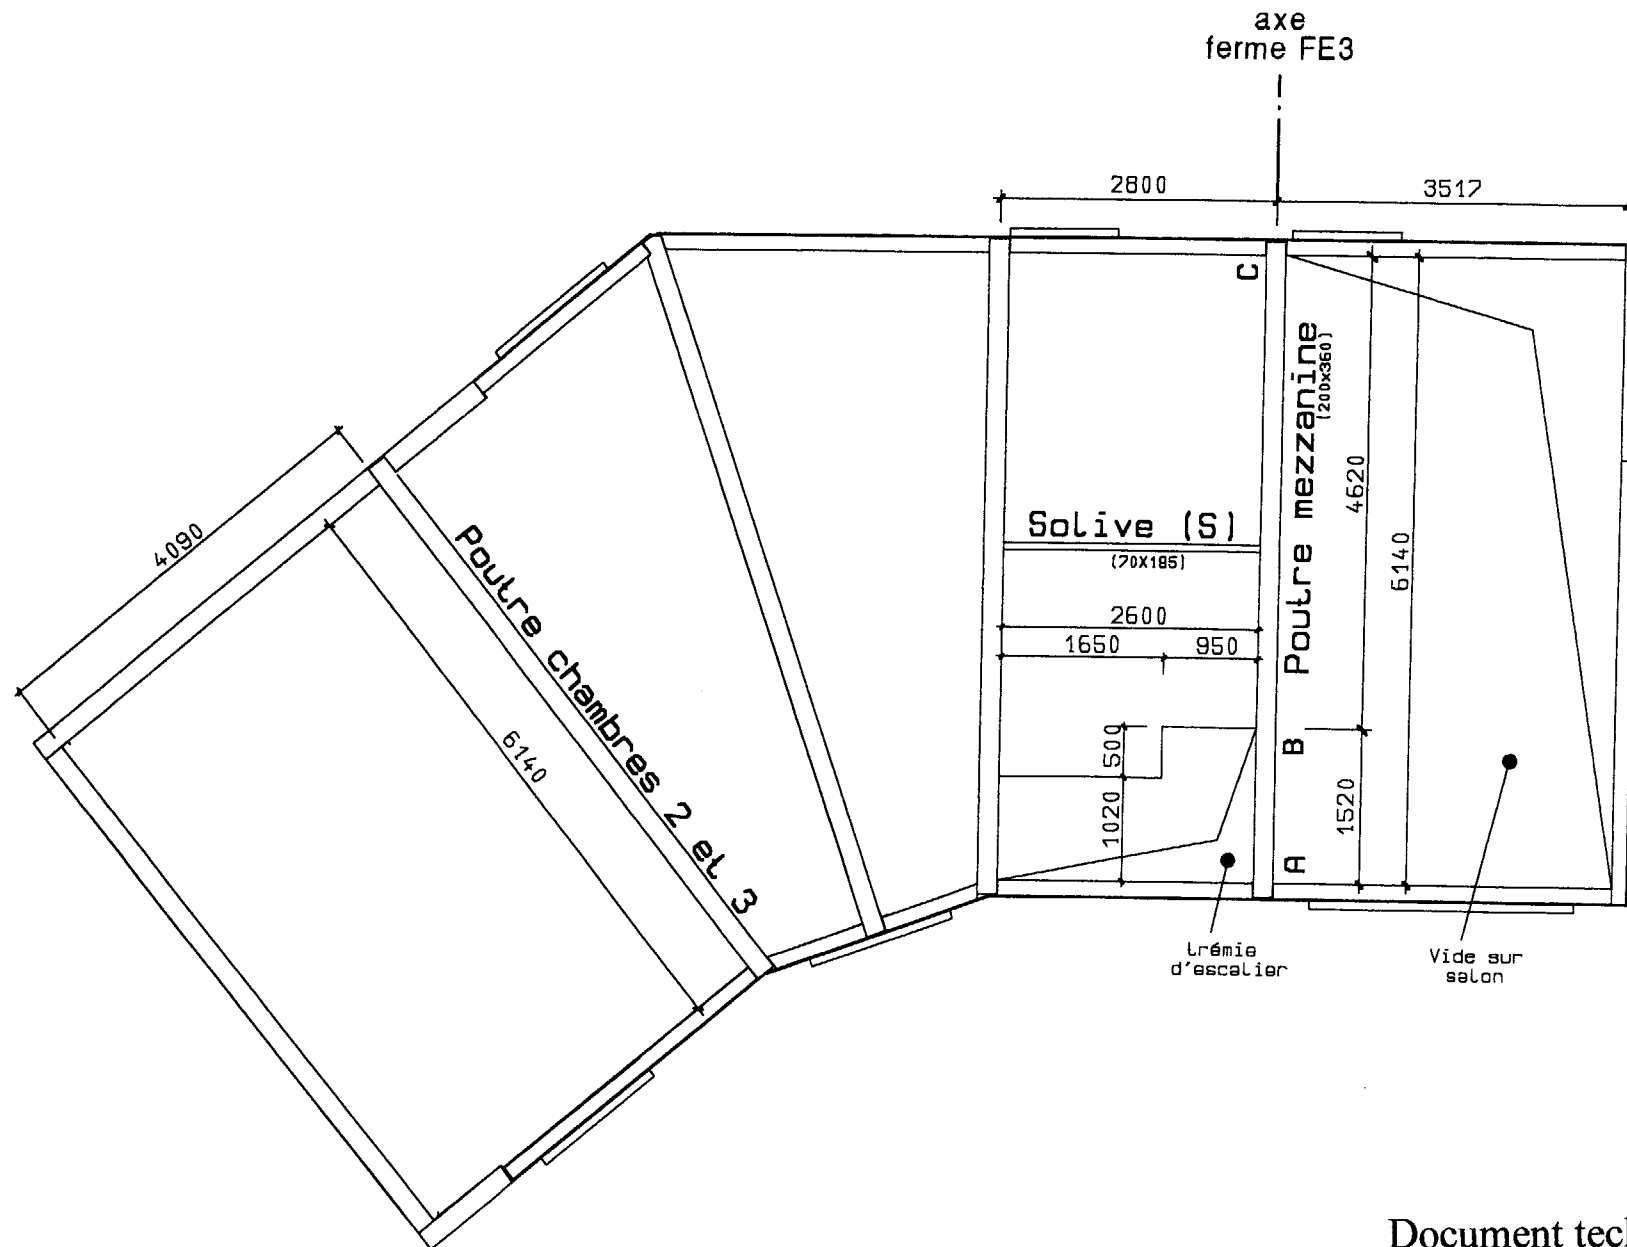 axe
ferme FE3
2800
3517
C
Poutre mezzanine
(200x360)
4620
6140
4090
Poutre chambres 2 et 3
6140
Solive (S)
(70X185)
2600
1650
950
500
1020
B
1520
A
trémie
d'escalier
Vide sur
salon